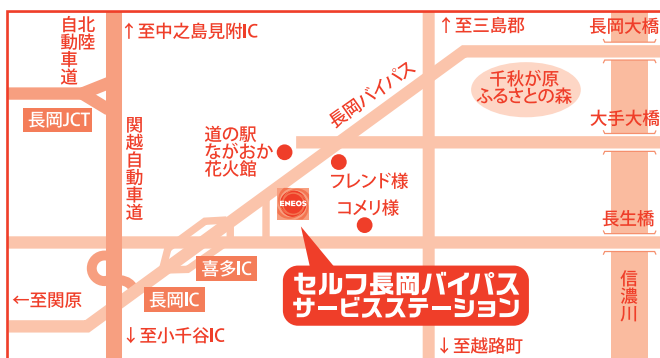 北陸
自動車道
↑至中之島見附IC
↑至三島郡
長岡大橋
長岡バイパス
千秋が原
ふるさとの森
長岡JCT
関越自動車道
道の駅
ながおか
花火館
大手大橋
フレンド様
ENEOS
コメリ様
長生橋
喜多IC
長岡IC
←至関原
セルフ長岡バイパス
サービスステーション
信濃川
↓至小千谷IC
↓至越路町